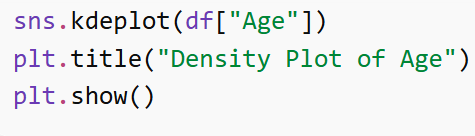 sns.kdeplot(df["Age"])
plt.title("Density Plot of Age")
plt.show()